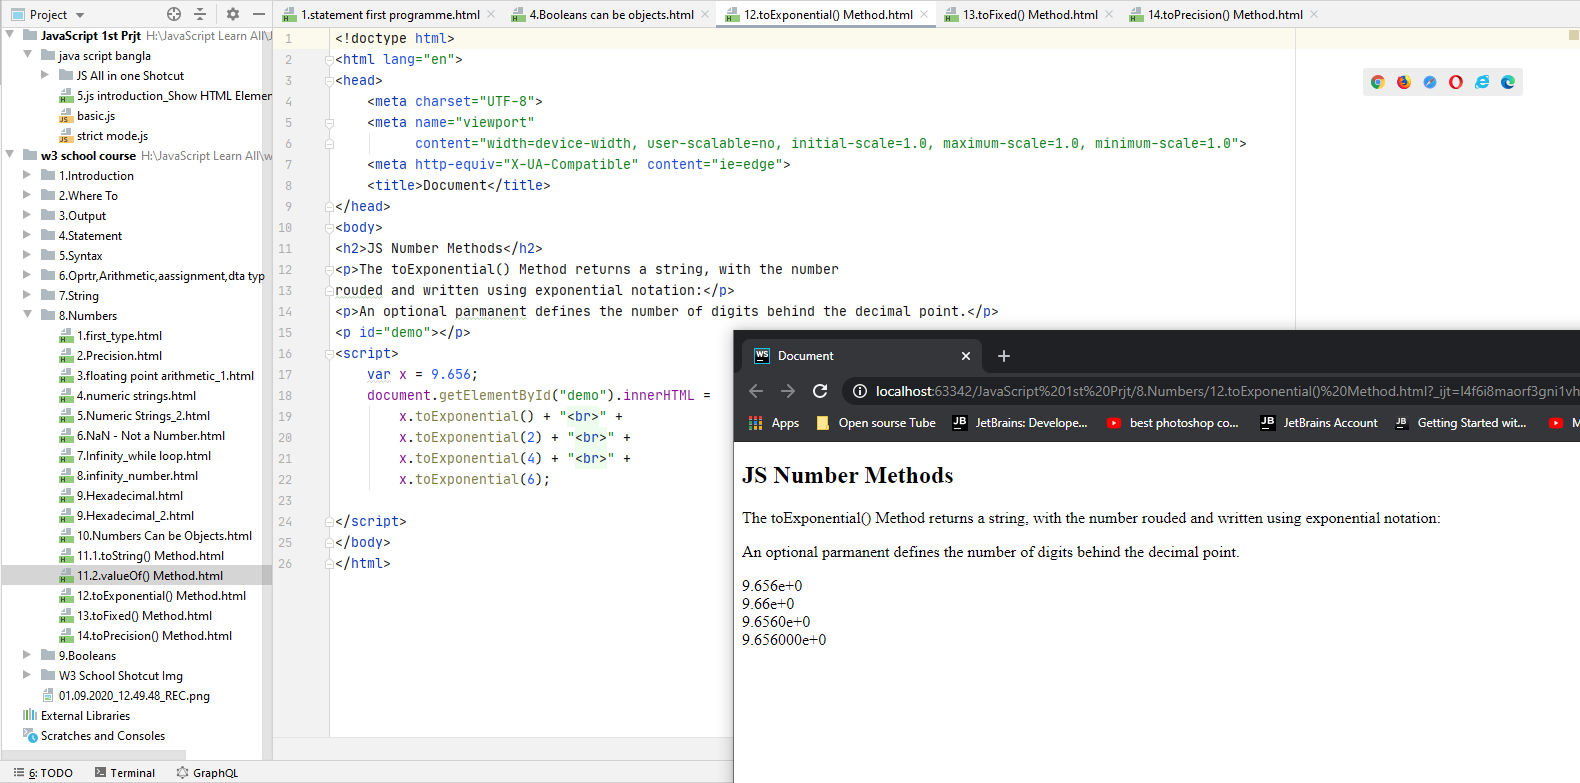 Project
1.statement first programme.html
4.Booleans can be objects.html
12.toExponential() Method.html
13.toFixed() Method.html
14.toPrecision() Method.html
JavaScript 1st Prjt H:\JavaScript Learn All\J
java script bangla
JS All in one Shotcut
5.js introduction_Show HTML Elemen
basic.js
strict mode.js
w3 school course H:\JavaScript Learn All\w
1.Introduction
2.Where To
3.Output
4.Statement
5.Syntax
6.Oprtr,Arithmetic,aassignment,dta typ
7.String
8.Numbers
1.first_type.html
2.Precision.html
3.floating point arithmetic_1.html
4.numeric strings.html
5.Numeric Strings_2.html
6.NaN - Not a Number.html
7.Infinity_while loop.html
8.infinity_number.html
9.Hexadecimal.html
9.Hexadecimal_2.html
10.Numbers Can be Objects.html
11.1.toString() Method.html
11.2.valueOf() Method.html
12.toExponential() Method.html
13.toFixed() Method.html
14.toPrecision() Method.html
9.Booleans
W3 School Shotcut Img
01.09.2020_12.49.48_REC.png
External Libraries
Scratches and Consoles
6: TODO
Terminal
GraphQL
1 <!doctype html>
2 <html lang="en">
3 <head>
4 <meta charset="UTF-8">
5 <meta name="viewport"
6 content="width=device-width, user-scalable=no, initial-scale=1.0, maximum-scale=1.0, minimum-scale=1.0">
7 <meta http-equiv="X-UA-Compatible" content="ie=edge">
8 <title>Document</title>
9 </head>
10 <body>
11 <h2>JS Number Methods</h2>
12 <p>The toExponential() Method returns a string, with the number
13 rouded and written using exponential notation:</p>
14 <p>An optional parmanent defines the number of digits behind the decimal point.</p>
15 <p id="demo"></p>
16 <script>
17 var x = 9.656;
18 document.getElementById("demo").innerHTML =
19 x.toExponential() + "<br>" +
20 x.toExponential(2) + "<br>" +
21 x.toExponential(4) + "<br>" +
22 x.toExponential(6);
23
24 </script>
25 </body>
26 </html>
WS Document
localhost:63342/JavaScript%201st%20Prjt/8.Numbers/12.toExponential()%20Method.html?_ijt=l4f6i8maorf3gni1vh
Apps
Open sourse Tube
JetBrains: Develope...
best photoshop co...
JetBrains Account
Getting Started wit...
M
JS Number Methods
The toExponential() Method returns a string, with the number rouded and written using exponential notation:
An optional parmanent defines the number of digits behind the decimal point.
9.656e+0
9.66e+0
9.6560e+0
9.656000e+0